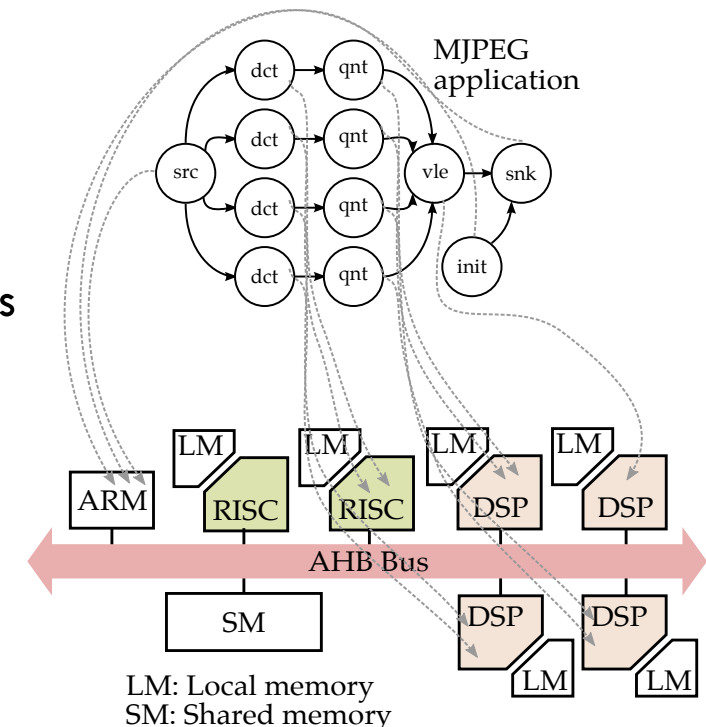 MJPEG
application
dct
qnt
dct
qnt
src
vle
snk
dct
qnt
dct
qnt
init
s
LM
LM
LM
LM
ARM
RISC
RISC
DSP
DSP
AHB Bus
SM
DSP
DSP
LM
LM
LM: Local memory
SM: Shared memory